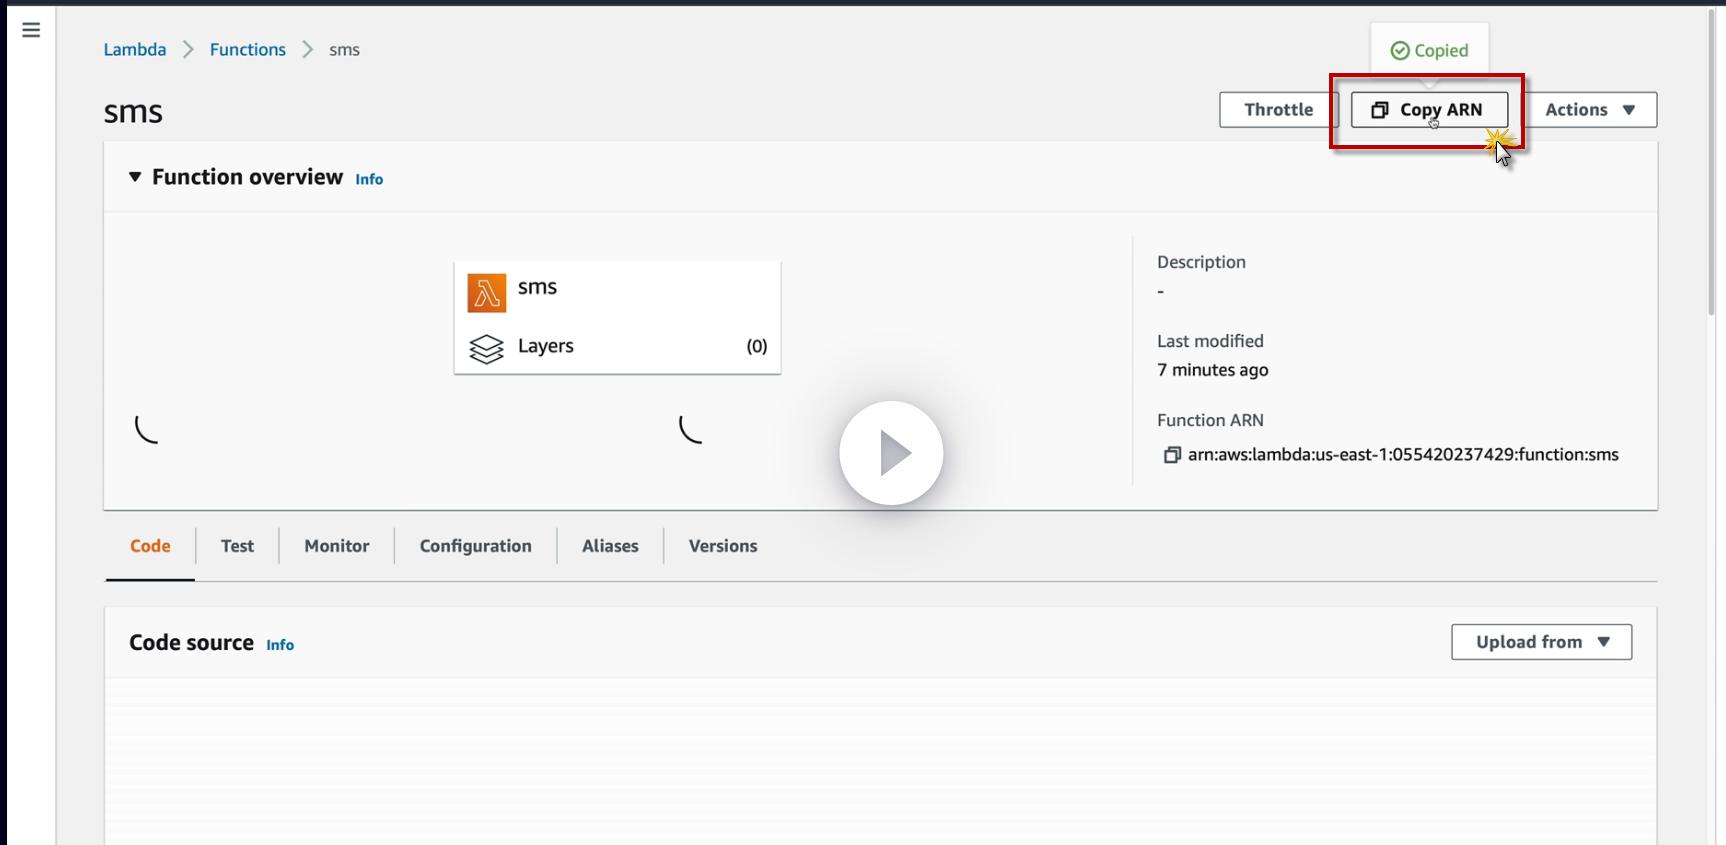 Lambda > Functions > sms
Copied
sms
Throttle
Copy ARN
Actions
Function overview Info
sms
Layers (0)
Description
-
Last modified
7 minutes ago
Function ARN
arn:aws:lambda:us-east-1:055420237429:function:sms
Code
Test
Monitor
Configuration
Aliases
Versions
Code source Info
Upload from